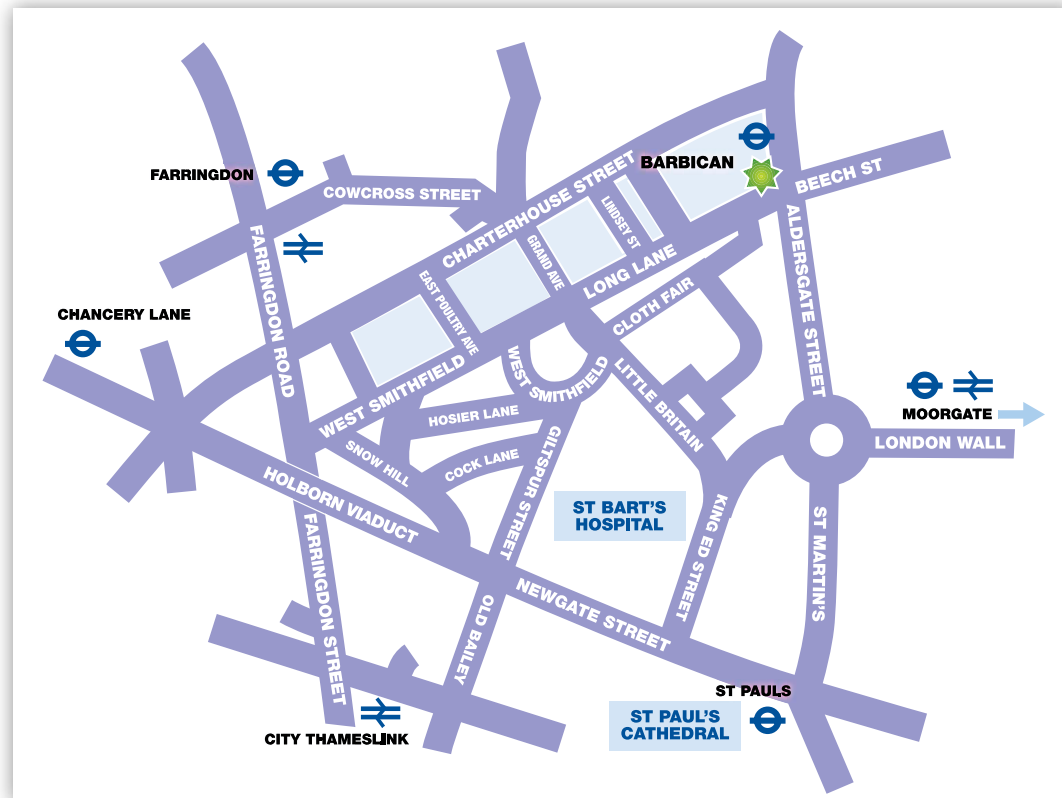 BARBICAN
FARRINGDON
COWCROSS STREET
CHARTERHOUSE STREET
BEECH ST
LINDSEY ST
GRAND AVE
LONG LANE
ALDERSGATE STREET
FARRINGDON ROAD
EAST POULTRY AVE
CLOTH FAIR
CHANCERY LANE
WEST SMITHFIELD
WEST SMITHFIELD
LITTLE BRITAIN
HOSIER LANE
MOORGATE
LONDON WALL
SNOW HILL
COCK LANE
GILTSPUR STREET
HOLBORN VIADUCT
ST BART'S
HOSPITAL
KING ED STREET
ST MARTIN'S
FARRINGDON STREET
NEWGATE STREET
OLD BAILEY
ST PAULS
ST PAUL'S
CATHEDRAL
CITY THAMESLINK